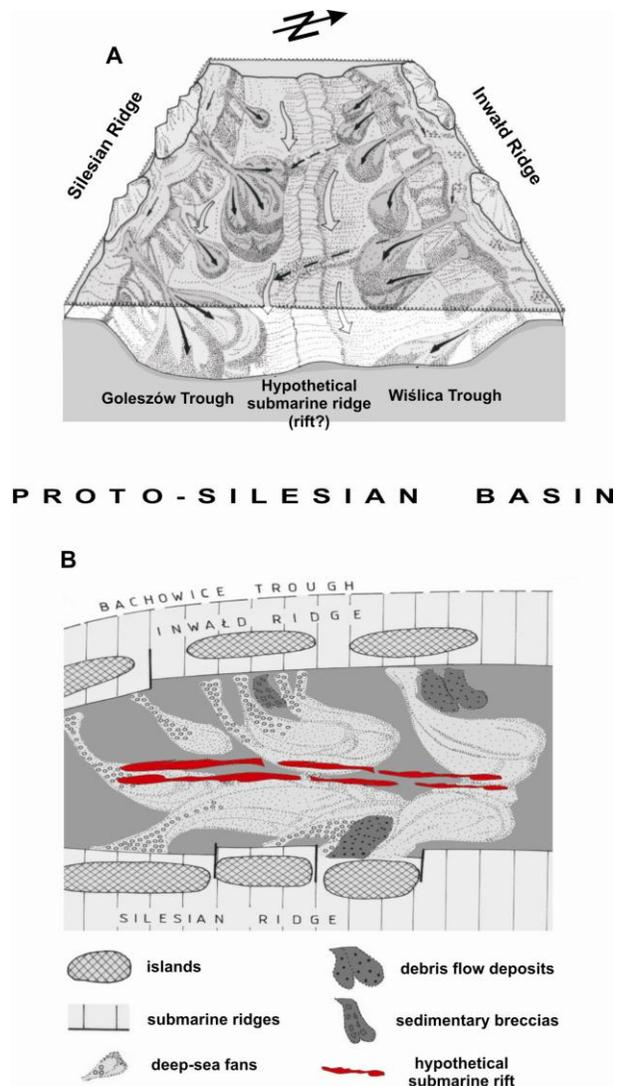 N
A
Silesian Ridge
Inwald Ridge
Goleszów Trough
Hypothetical
submarine ridge
(rift?)
Wiślica Trough
PROTO-SILESIAN BASIN
B
BACHOWICE TROUGH
INWAŁD RIDGE
SILESIAN RIDGE
islands
debris flow deposits
submarine ridges
sedimentary breccias
deep-sea fans
hypothetical
submarine rift